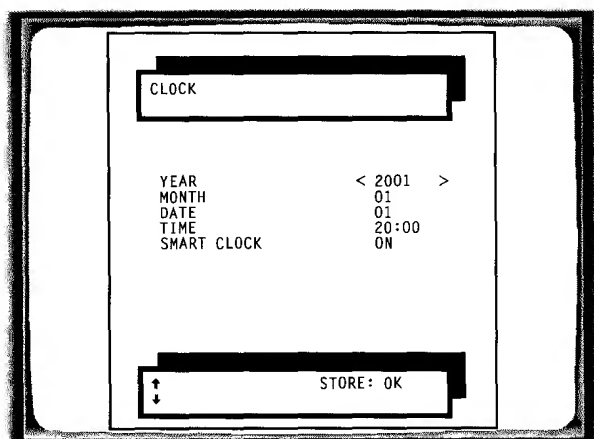 CLOCK
YEAR < 2001 >
MONTH 01
DATE 01
TIME 20:00
SMART CLOCK ON
↑ STORE: OK
↓